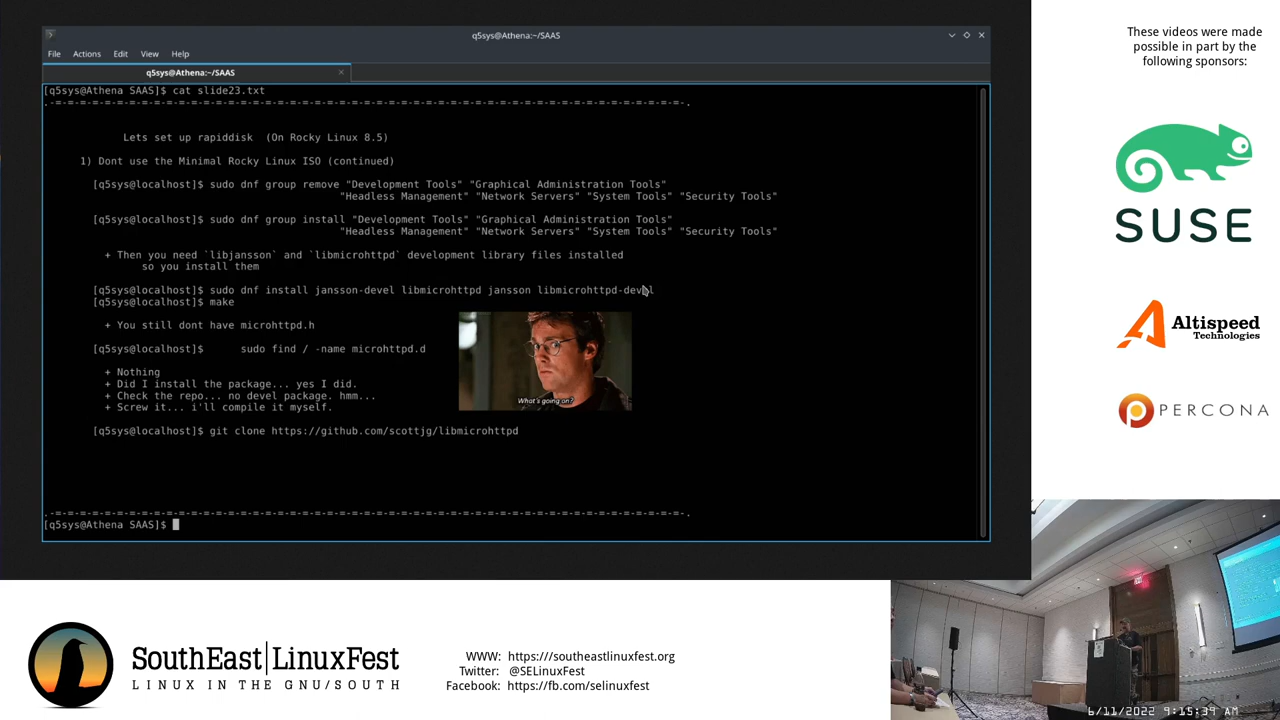 q5sys@Athena:~/SAAS
File Actions Edit View Help
q5sys@Athena:~/SAAS
[q5sys@Athena SAAS]$ cat slide23.txt
.-=-=-=-=-=-=-=-=-=-=-=-=-=-=-=-=-=-=-=-=-=-=-=-=-=-=-=-=-=-=-=-=-=-=-=-=-=-=-=-=-=-=-=-=-=-=-=-=-=-=-=-=-.
Lets set up rapiddisk (On Rocky Linux 8.5)
1) Dont use the Minimal Rocky Linux ISO (continued)
[q5sys@localhost]$ sudo dnf group remove "Development Tools" "Graphical Administration Tools"
"Headless Management" "Network Servers" "System Tools" "Security Tools"
[q5sys@localhost]$ sudo dnf group install "Development Tools" "Graphical Administration Tools"
"Headless Management" "Network Servers" "System Tools" "Security Tools"
+ Then you need `libjansson` and `libmicrohttpd` development library files installed
so you install them
[q5sys@localhost]$ sudo dnf install jansson-devel libmicrohttpd jansson libmicrohttpd-devel
[q5sys@localhost]$ make
+ You still dont have microhttpd.h
[q5sys@localhost]$ sudo find / -name microhttpd.d
+ Nothing
+ Did I install the package... yes I did.
+ Check the repo... no devel package. hmm...
+ Screw it... i'll compile it myself.
What's going on?
[q5sys@localhost]$ git clone https://github.com/scottjg/libmicrohttpd
.-=-=-=-=-=-=-=-=-=-=-=-=-=-=-=-=-=-=-=-=-=-=-=-=-=-=-=-=-=-=-=-=-=-=-=-=-=-=-=-=-=-=-=-=-=-=-=-=-=-=-=-=-.
[q5sys@Athena SAAS]$
These videos were made
possible in part by the
following sponsors:
SUSE
Altispeed
Technologies
PERCONA
SouthEast|LinuxFest
LINUX IN THE GNU/SOUTH
WWW: https:///southeastlinuxfest.org
Twitter: @SELinuxFest
Facebook: https://fb.com/selinuxfest
6/11/2022 9:15:39 AM